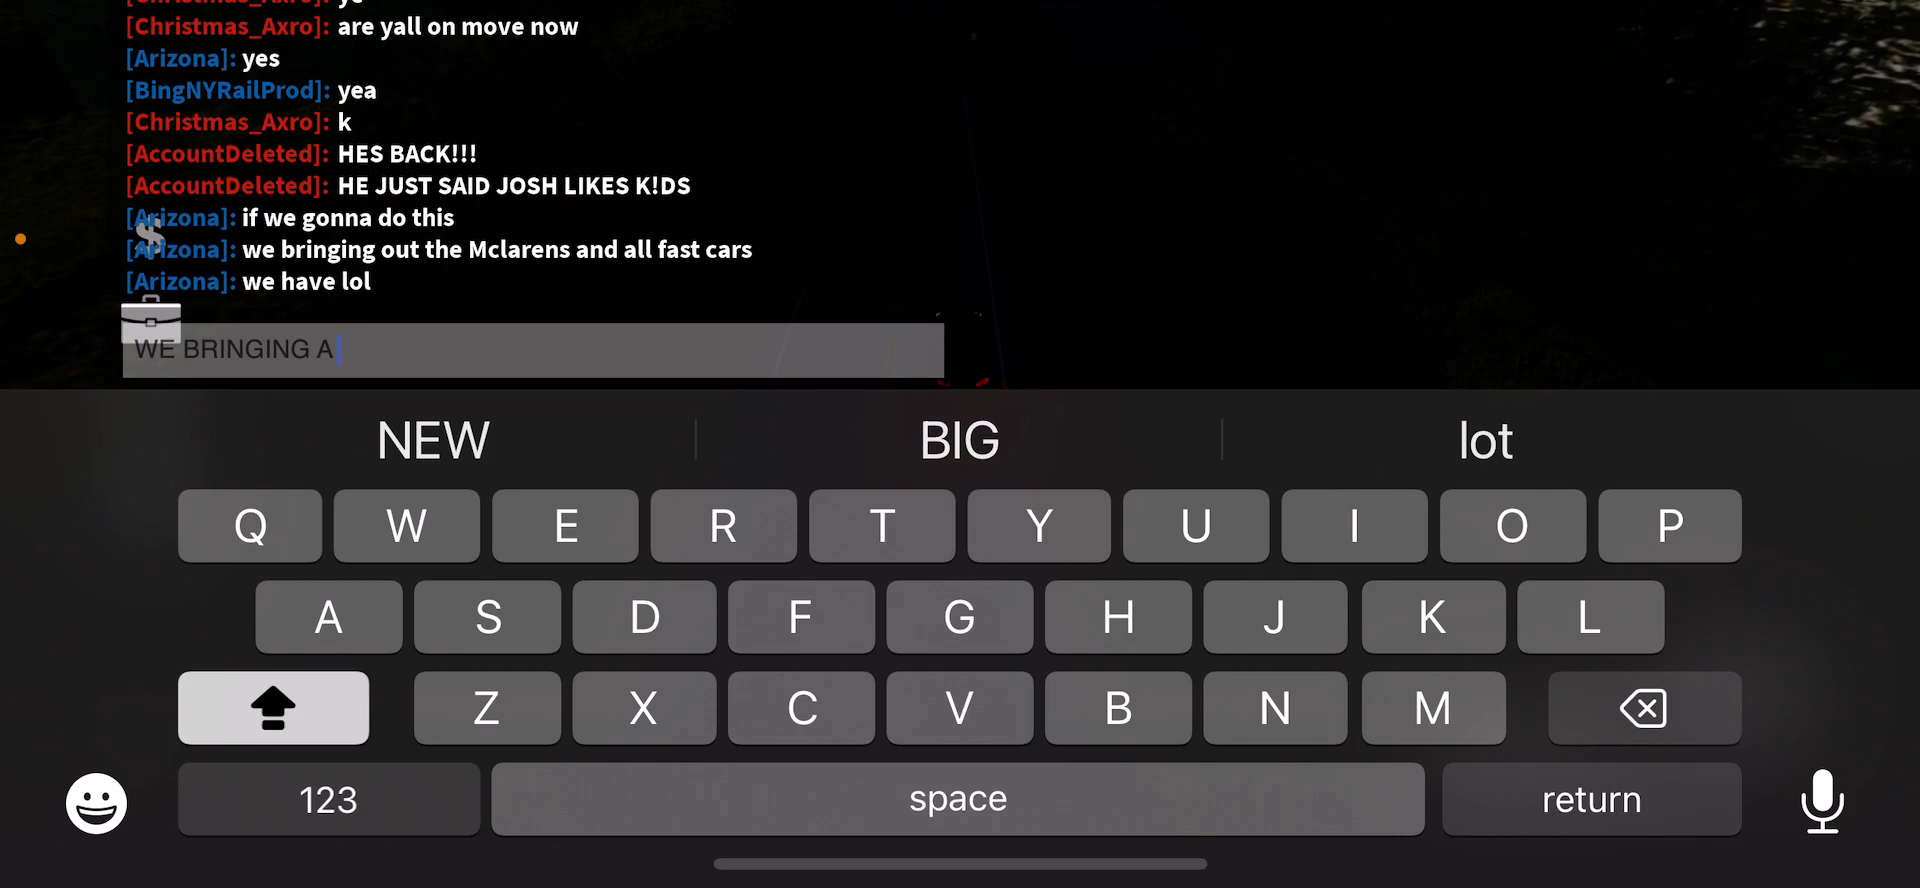 [Christmas_Axro]: ye
[Christmas_Axro]: are yall on move now
[Arizona]: yes
[BingNYRailProd]: yea
[Christmas_Axro]: k
[AccountDeleted]: HES BACK!!!
[AccountDeleted]: HE JUST SAID JOSH LIKES K!DS
[Arizona]: if we gonna do this
[Arizona]: we bringing out the Mclarens and all fast cars
[Arizona]: we have lol
$
WE BRINGING A
NEW BIG lot
Q W E R T Y U I O P
A S D F G H J K L
Z X C V B N M
123 space return